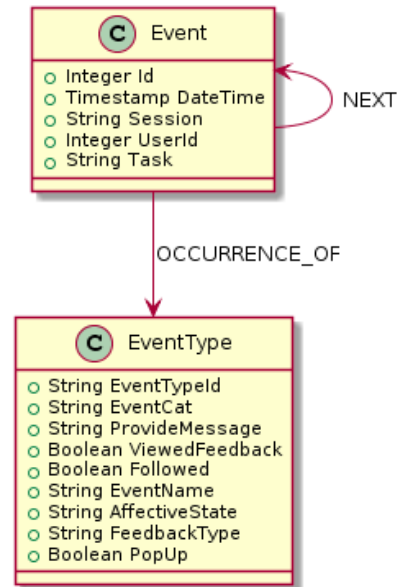 C Event
Integer Id
Timestamp DateTime
String Session
Integer UserId
String Task
NEXT
OCCURRENCE_OF
C EventType
String EventTypeId
String EventCat
String ProvideMessage
Boolean ViewedFeedback
Boolean Followed
String EventName
String AffectiveState
String FeedbackType
Boolean PopUp